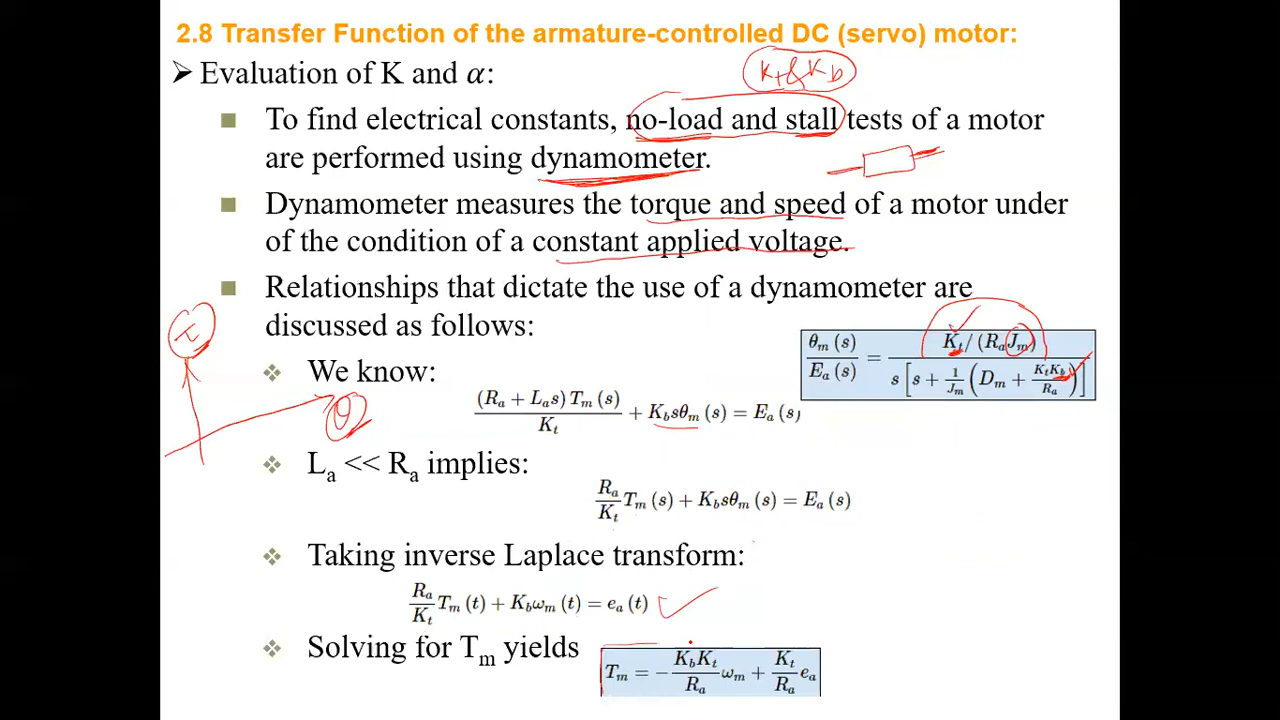 2.8 Transfer Function of the armature-controlled DC (servo) motor:
➤ Evaluation of K and α:
Kt & Kb
■ To find electrical constants, no-load and stall tests of a motor
are performed using dynamometer.
■ Dynamometer measures the torque and speed of a motor under
of the condition of a constant applied voltage.
■ Relationships that dictate the use of a dynamometer are
discussed as follows:
θm(s)/Ea(s) = Kt/(RaJm) / s[s + 1/Jm (Dm + KtKb/Ra)]
❖ We know:
(Ra + Las)Tm(s)/Kt + Kbsθm(s) = Ea(s)
❖ La << Ra implies:
Ra/Kt Tm(s) + Kbsθm(s) = Ea(s)
❖ Taking inverse Laplace transform:
Ra/Kt Tm(t) + Kbωm(t) = ea(t)
❖ Solving for Tm yields
Tm = −KbKt/Ra ωm + Kt/Ra ea